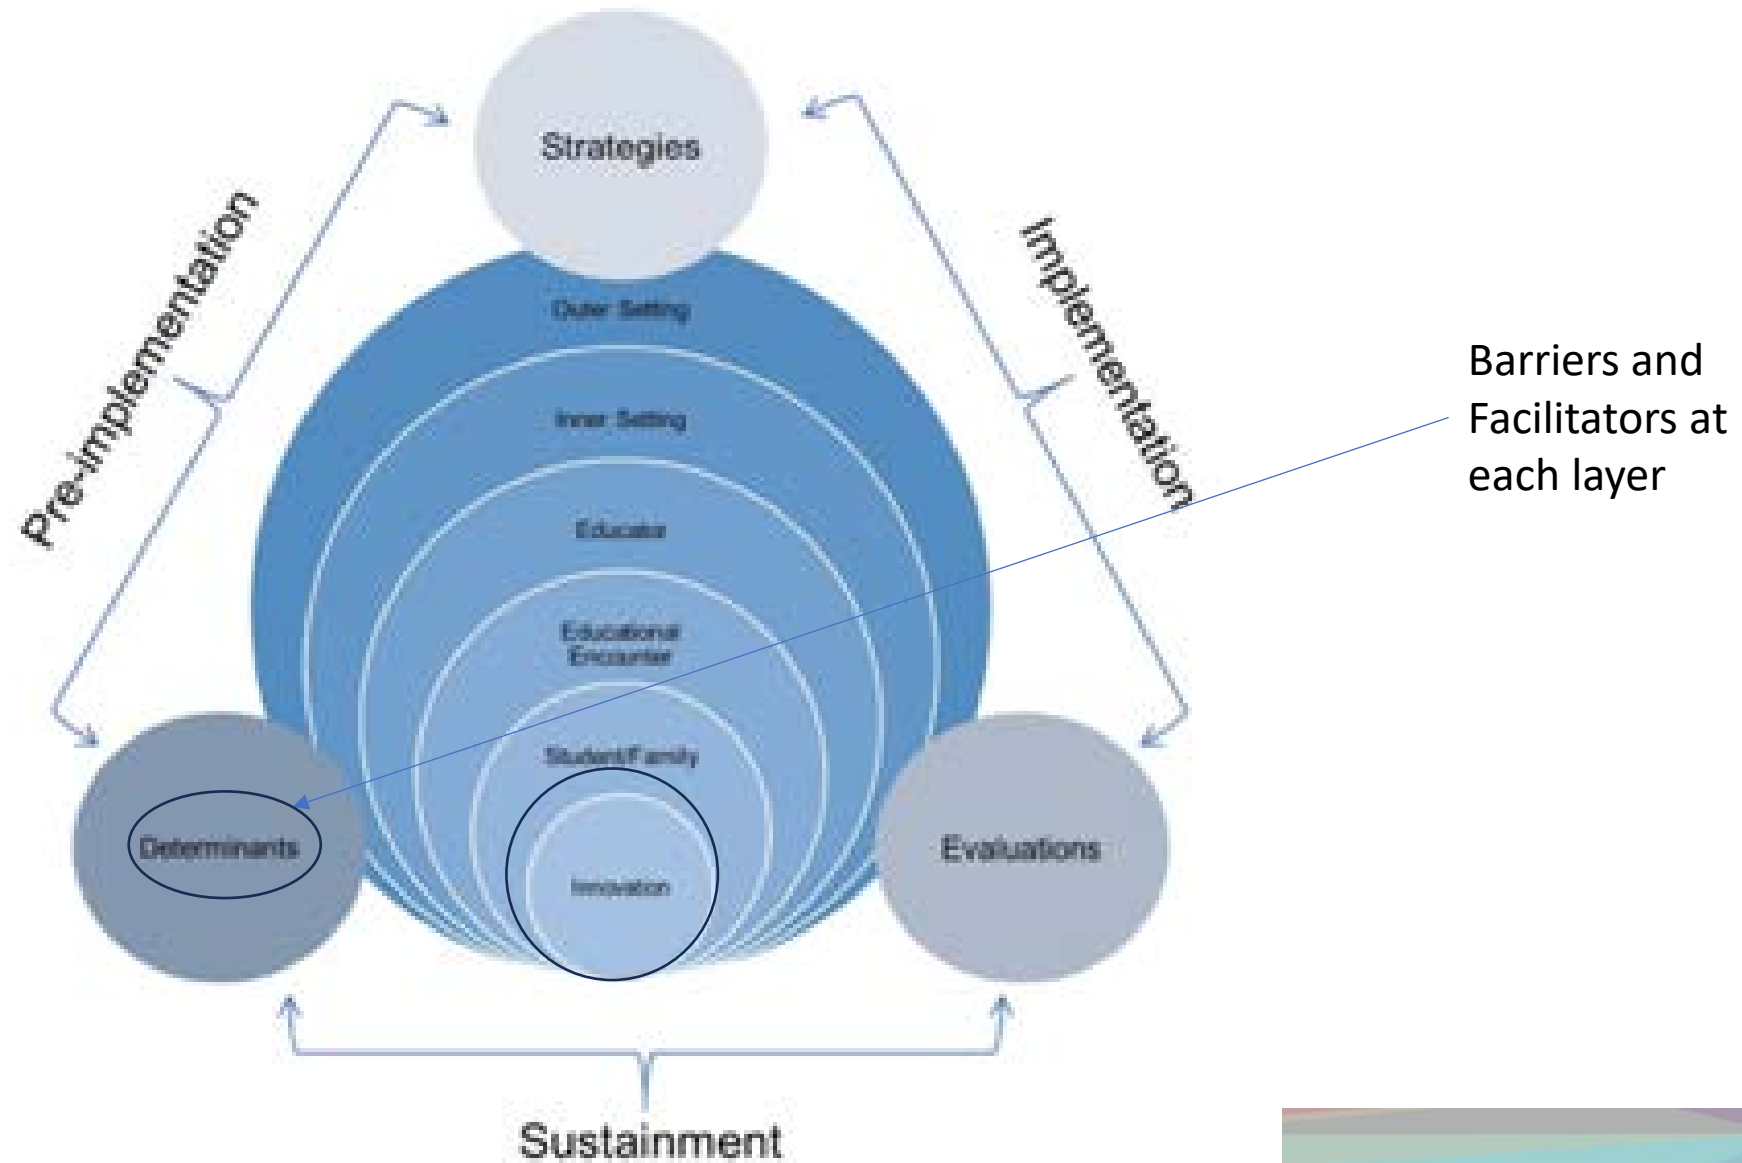 Strategies
Pre-implementation
Implementation
Outer Setting
Inner Setting
Educator
Educational
Encounter
Student/Family
Innovation
Determinants
Evaluations
Sustainment
Barriers and
Facilitators at
each layer